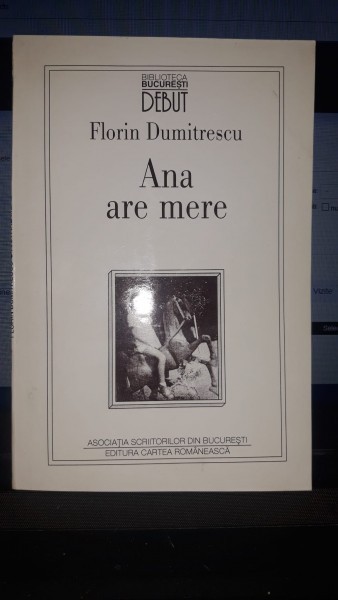 BIBLIOTECA
BUCUREȘTI
DEBUT
Florin Dumitrescu
Ana
are mere
ASOCIAȚIA SCRIITORILOR DIN BUCUREȘTI
EDITURA CARTEA ROMÂNEASCĂ